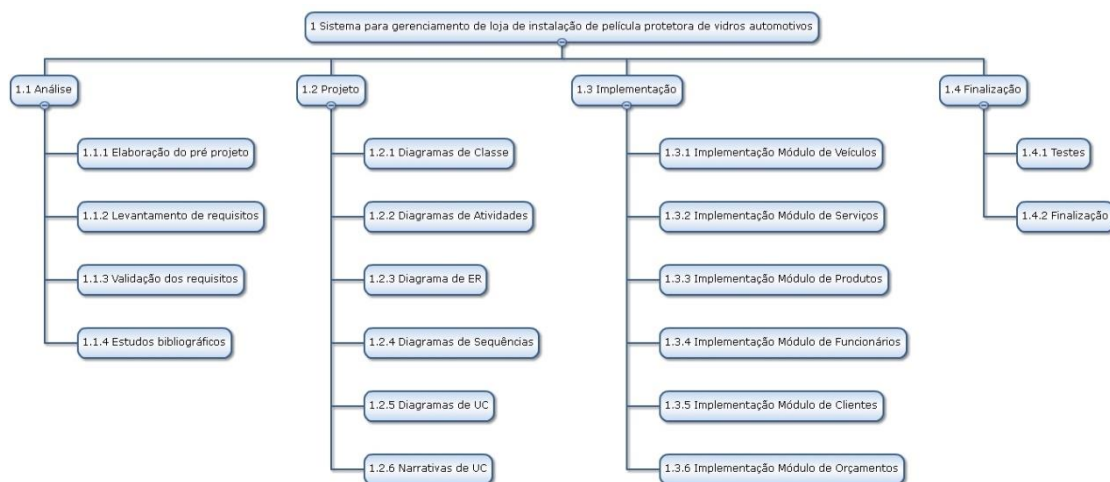 1 Sistema para gerenciamento de loja de instalação de película protetora de vidros automotivos
1.1 Análise
1.1.1 Elaboração do pré projeto
1.1.2 Levantamento de requisitos
1.1.3 Validação dos requisitos
1.1.4 Estudos bibliográficos
1.2 Projeto
1.2.1 Diagramas de Classe
1.2.2 Diagramas de Atividades
1.2.3 Diagrama de ER
1.2.4 Diagramas de Sequências
1.2.5 Diagramas de UC
1.2.6 Narrativas de UC
1.3 Implementação
1.3.1 Implementação Módulo de Veículos
1.3.2 Implementação Módulo de Serviços
1.3.3 Implementação Módulo de Produtos
1.3.4 Implementação Módulo de Funcionários
1.3.5 Implementação Módulo de Clientes
1.3.6 Implementação Módulo de Orçamentos
1.4 Finalização
1.4.1 Testes
1.4.2 Finalização